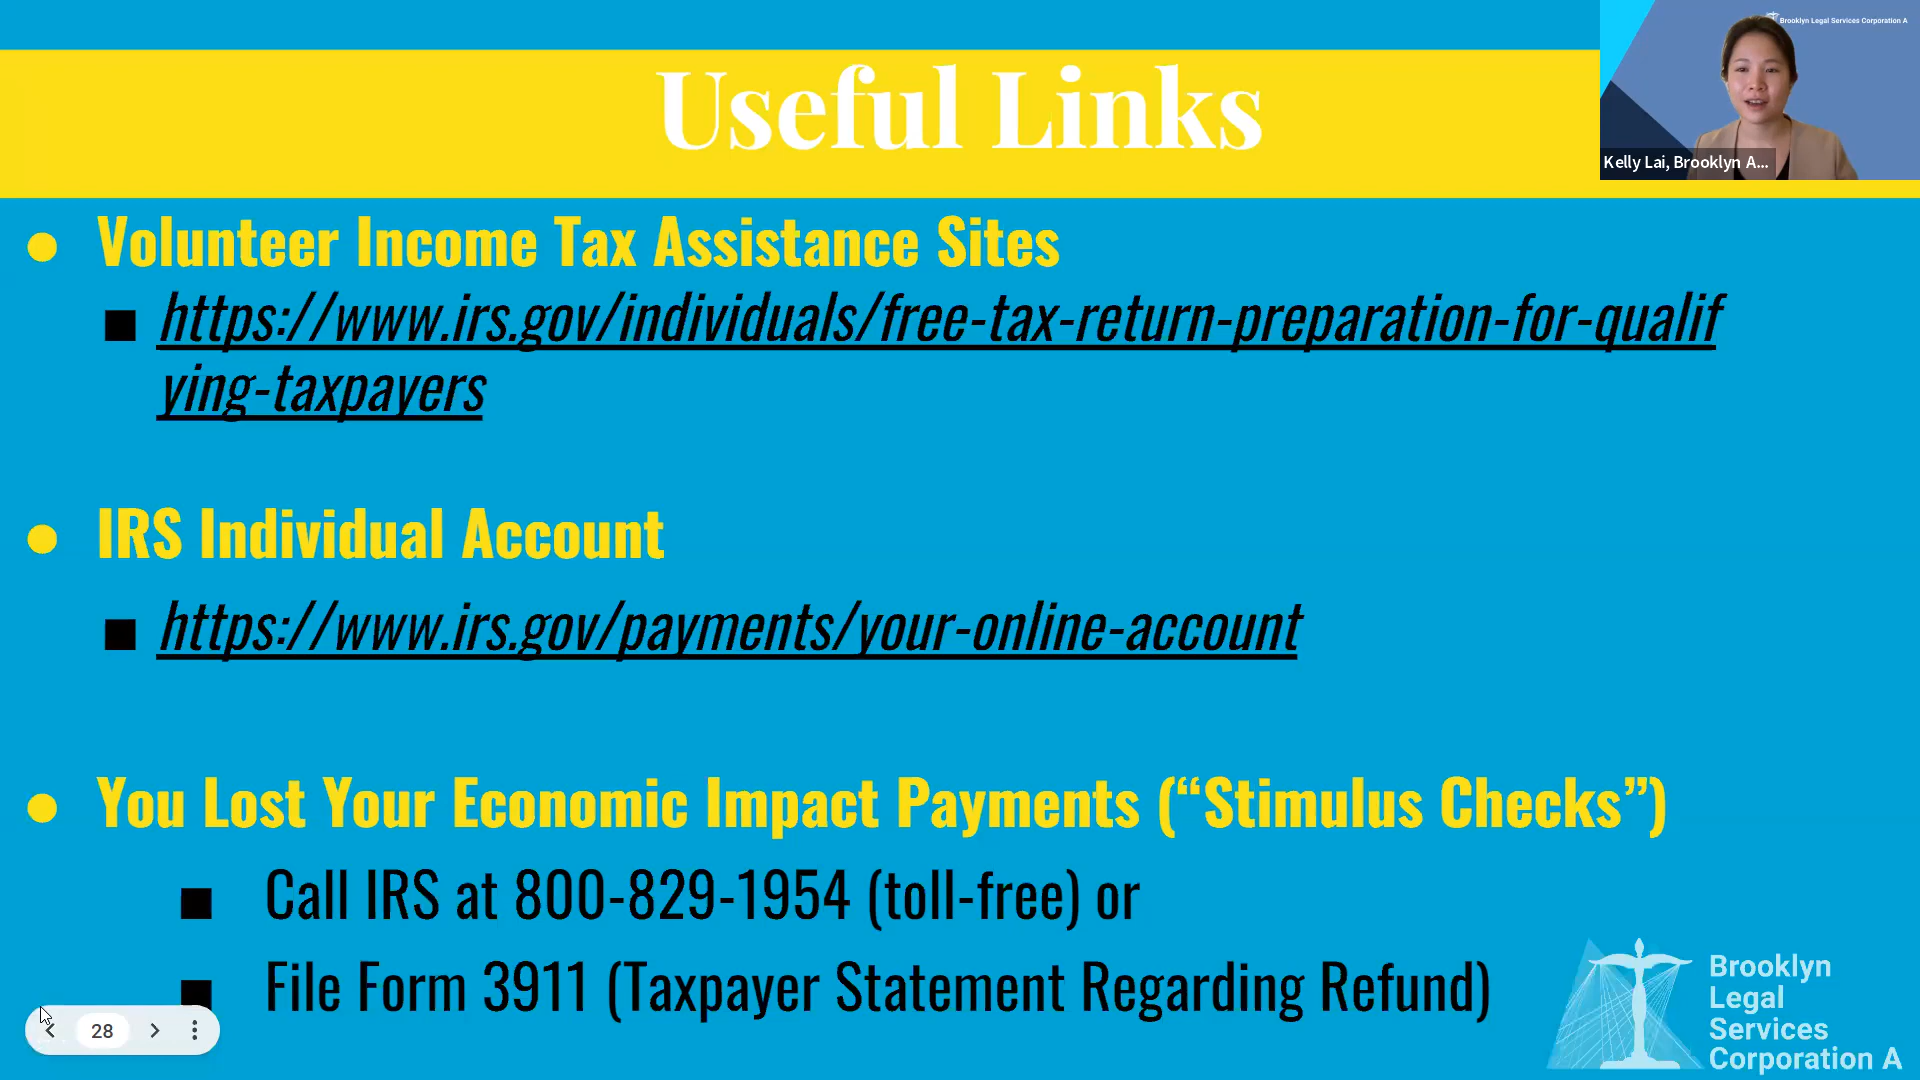 Useful Links
Brooklyn Legal Services Corporation A
Kelly Lai, Brooklyn A...
Volunteer Income Tax Assistance Sites
https://www.irs.gov/individuals/free-tax-return-preparation-for-qualif
ying-taxpayers
IRS Individual Account
https://www.irs.gov/payments/your-online-account
You Lost Your Economic Impact Payments (“Stimulus Checks”)
Call IRS at 800-829-1954 (toll-free) or
File Form 3911 (Taxpayer Statement Regarding Refund)
28
Brooklyn
Legal
Services
Corporation A